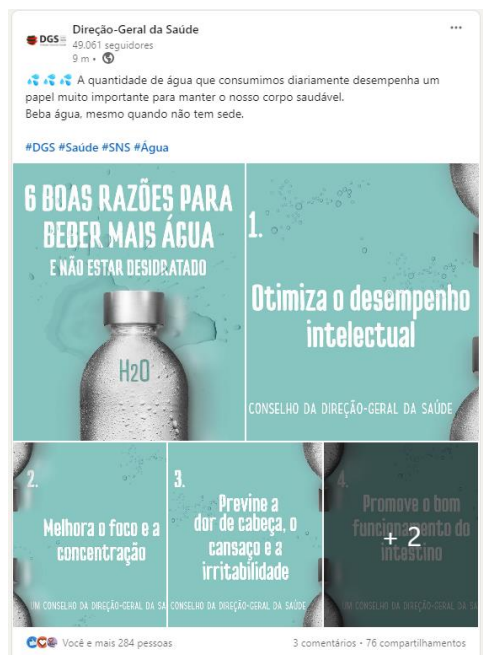 DGS
Direção-Geral da Saúde
49.061 seguidores
9 m •
A quantidade de água que consumimos diariamente desempenha um
papel muito importante para manter o nosso corpo saudável.
Beba água, mesmo quando não tem sede.
#DGS #Saúde #SNS #Água
6 BOAS RAZÕES PARA
BEBER MAIS ÁGUA
E NÃO ESTAR DESIDRATADO
H2O
1.
Otimiza o desempenho
intelectual
CONSELHO DA DIREÇÃO-GERAL DA SAÚDE
2.
Melhora o foco e a
concentração
UM CONSELHO DA DIREÇÃO-GERAL DA SA
3.
Previne a
dor de cabeça, o
cansaço e a
irritabilidade
CONSELHO DA DIREÇÃO-GERAL DA SAÚDE
4.
Promove o bom
funcionamento do
intestino
+ 2
UM CONSELHO DA DIREÇÃO-GERAL DA SA
Você e mais 284 pessoas
3 comentários • 76 compartilhamentos